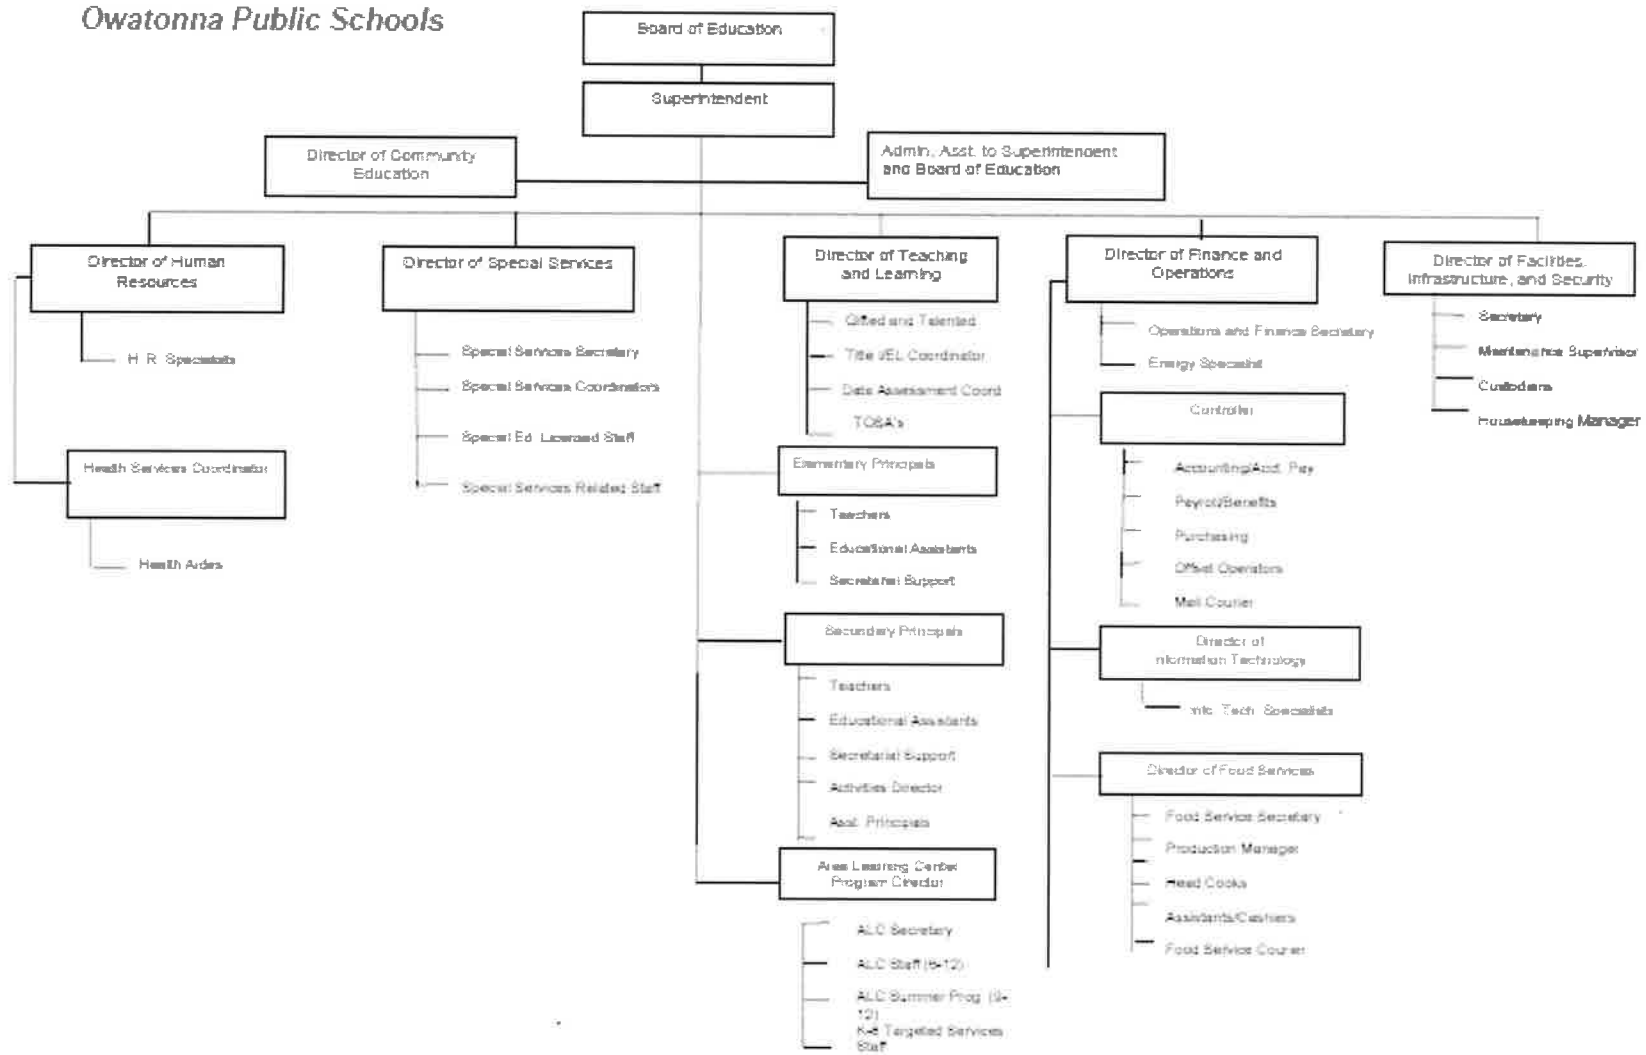 Owatonna Public Schools
Board of Education
Superintendent
Director of Community
Education
Admin. Asst. to Superintendent
and Board of Education
Director of Human
Resources
H.R. Specialists
Health Services Coordinator
Health Aides
Director of Special Services
Special Services Secretary
Special Services Coordinators
Special Ed. Licensed Staff
Special Services Related Staff
Director of Teaching
and Learning
Gifted and Talented
Title I/EL Coordinator
Data Assessment Coord
TOSA's
Elementary Principals
Teachers
Educational Assistants
Secretarial Support
Secondary Principals
Teachers
Educational Assistants
Secretarial Support
Activities Director
Asst. Principals
Area Learning Center
Program Director
ALC Secretary
ALC Staff (6-12)
ALC Summer Prog. (9-
12)
K-8 Targeted Services
Staff
Director of Finance and
Operations
Operations and Finance Secretary
Energy Specialist
Controller
Accounting/Acct. Pay
Payroll/Benefits
Purchasing
Offset Operators
Mail Courier
Director of
Information Technology
Info. Tech. Specialists
Director of Food Services
Food Service Secretary
Production Manager
Head Cooks
Assistants/Cashiers
Food Service Courier
Director of Facilities,
Infrastructure, and Security
Secretary
Maintenance Supervisor
Custodians
Housekeeping Manager